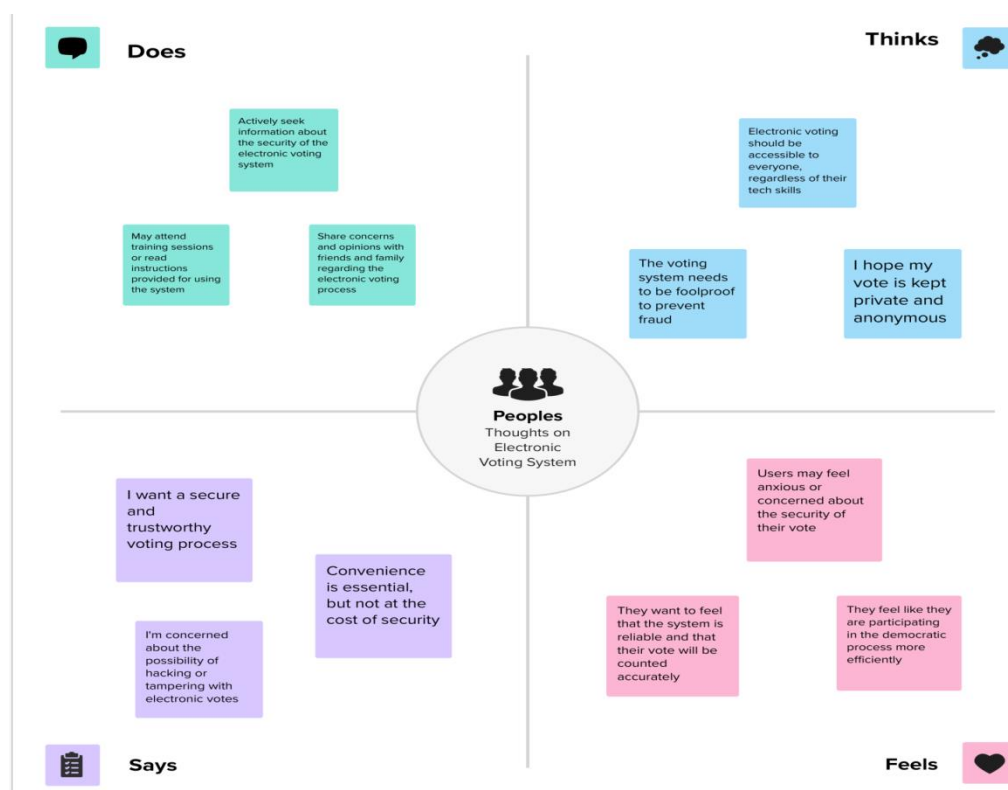 Does
Actively seek
information about
the security of the
electronic voting
system
May attend
training sessions
or read
instructions
provided for using
the system
Share concerns
and opinions with
friends and family
regarding the
electronic voting
process
Thinks
Electronic voting
should be
accessible to
everyone,
regardless of their
tech skills
The voting
system needs
to be foolproof
to prevent
fraud
I hope my
vote is kept
private and
anonymous
Peoples
Thoughts on
Electronic
Voting System
I want a secure
and
trustworthy
voting process
Convenience
is essential,
but not at the
cost of security
I'm concerned
about the
possibility of
hacking or
tampering with
electronic votes
Says
Users may feel
anxious or
concerned about
the security of
their vote
They want to feel
that the system is
reliable and that
their vote will be
counted
accurately
They feel like they
are participating
in the democratic
process more
efficiently
Feels